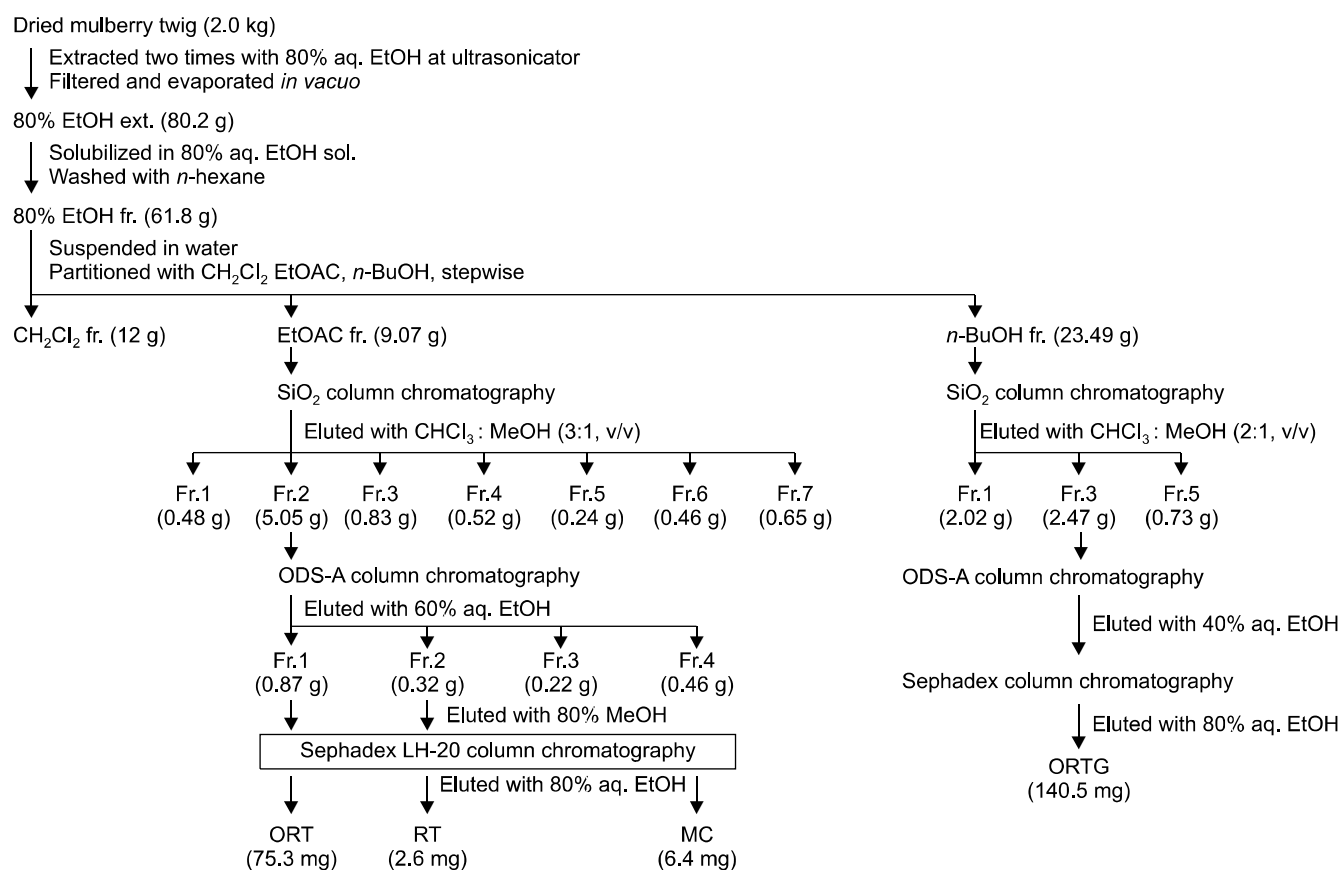 Dried mulberry twig (2.0 kg)
Extracted two times with 80% aq. EtOH at ultrasonicator
Filtered and evaporated in vacuo
80% EtOH ext. (80.2 g)
Solubilized in 80% aq. EtOH sol.
Washed with n-hexane
80% EtOH fr. (61.8 g)
Suspended in water
Partitioned with CH₂Cl₂ EtOAC, n-BuOH, stepwise
CH₂Cl₂ fr. (12 g)
EtOAC fr. (9.07 g)
n-BuOH fr. (23.49 g)
SiO₂ column chromatography
SiO₂ column chromatography
Eluted with CHCl₃ : MeOH (3:1, v/v)
Eluted with CHCl₃ : MeOH (2:1, v/v)
Fr.1 Fr.2 Fr.3 Fr.4 Fr.5 Fr.6 Fr.7
(0.48 g) (5.05 g) (0.83 g) (0.52 g) (0.24 g) (0.46 g) (0.65 g)
Fr.1 Fr.3 Fr.5
(2.02 g) (2.47 g) (0.73 g)
ODS-A column chromatography
ODS-A column chromatography
Eluted with 60% aq. EtOH
Eluted with 40% aq. EtOH
Fr.1 Fr.2 Fr.3 Fr.4
(0.87 g) (0.32 g) (0.22 g) (0.46 g)
Sephadex column chromatography
Eluted with 80% MeOH
Eluted with 80% aq. EtOH
Sephadex LH-20 column chromatography
Eluted with 80% aq. EtOH
ORTG
(140.5 mg)
ORT RT MC
(75.3 mg) (2.6 mg) (6.4 mg)